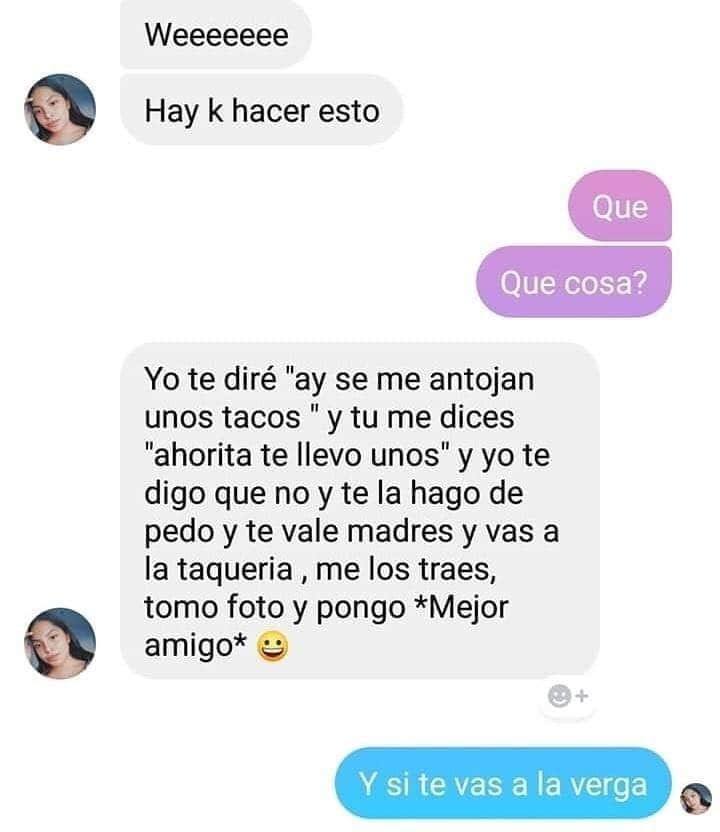 Weeeeeee
Hay k hacer esto
Que
Que cosa?
Yo te diré "ay se me antojan
unos tacos " y tu me dices
"ahorita te llevo unos" y yo te
digo que no y te la hago de
pedo y te vale madres y vas a
la taqueria , me los traes,
tomo foto y pongo *Mejor
amigo* 😀
Y si te vas a la verga